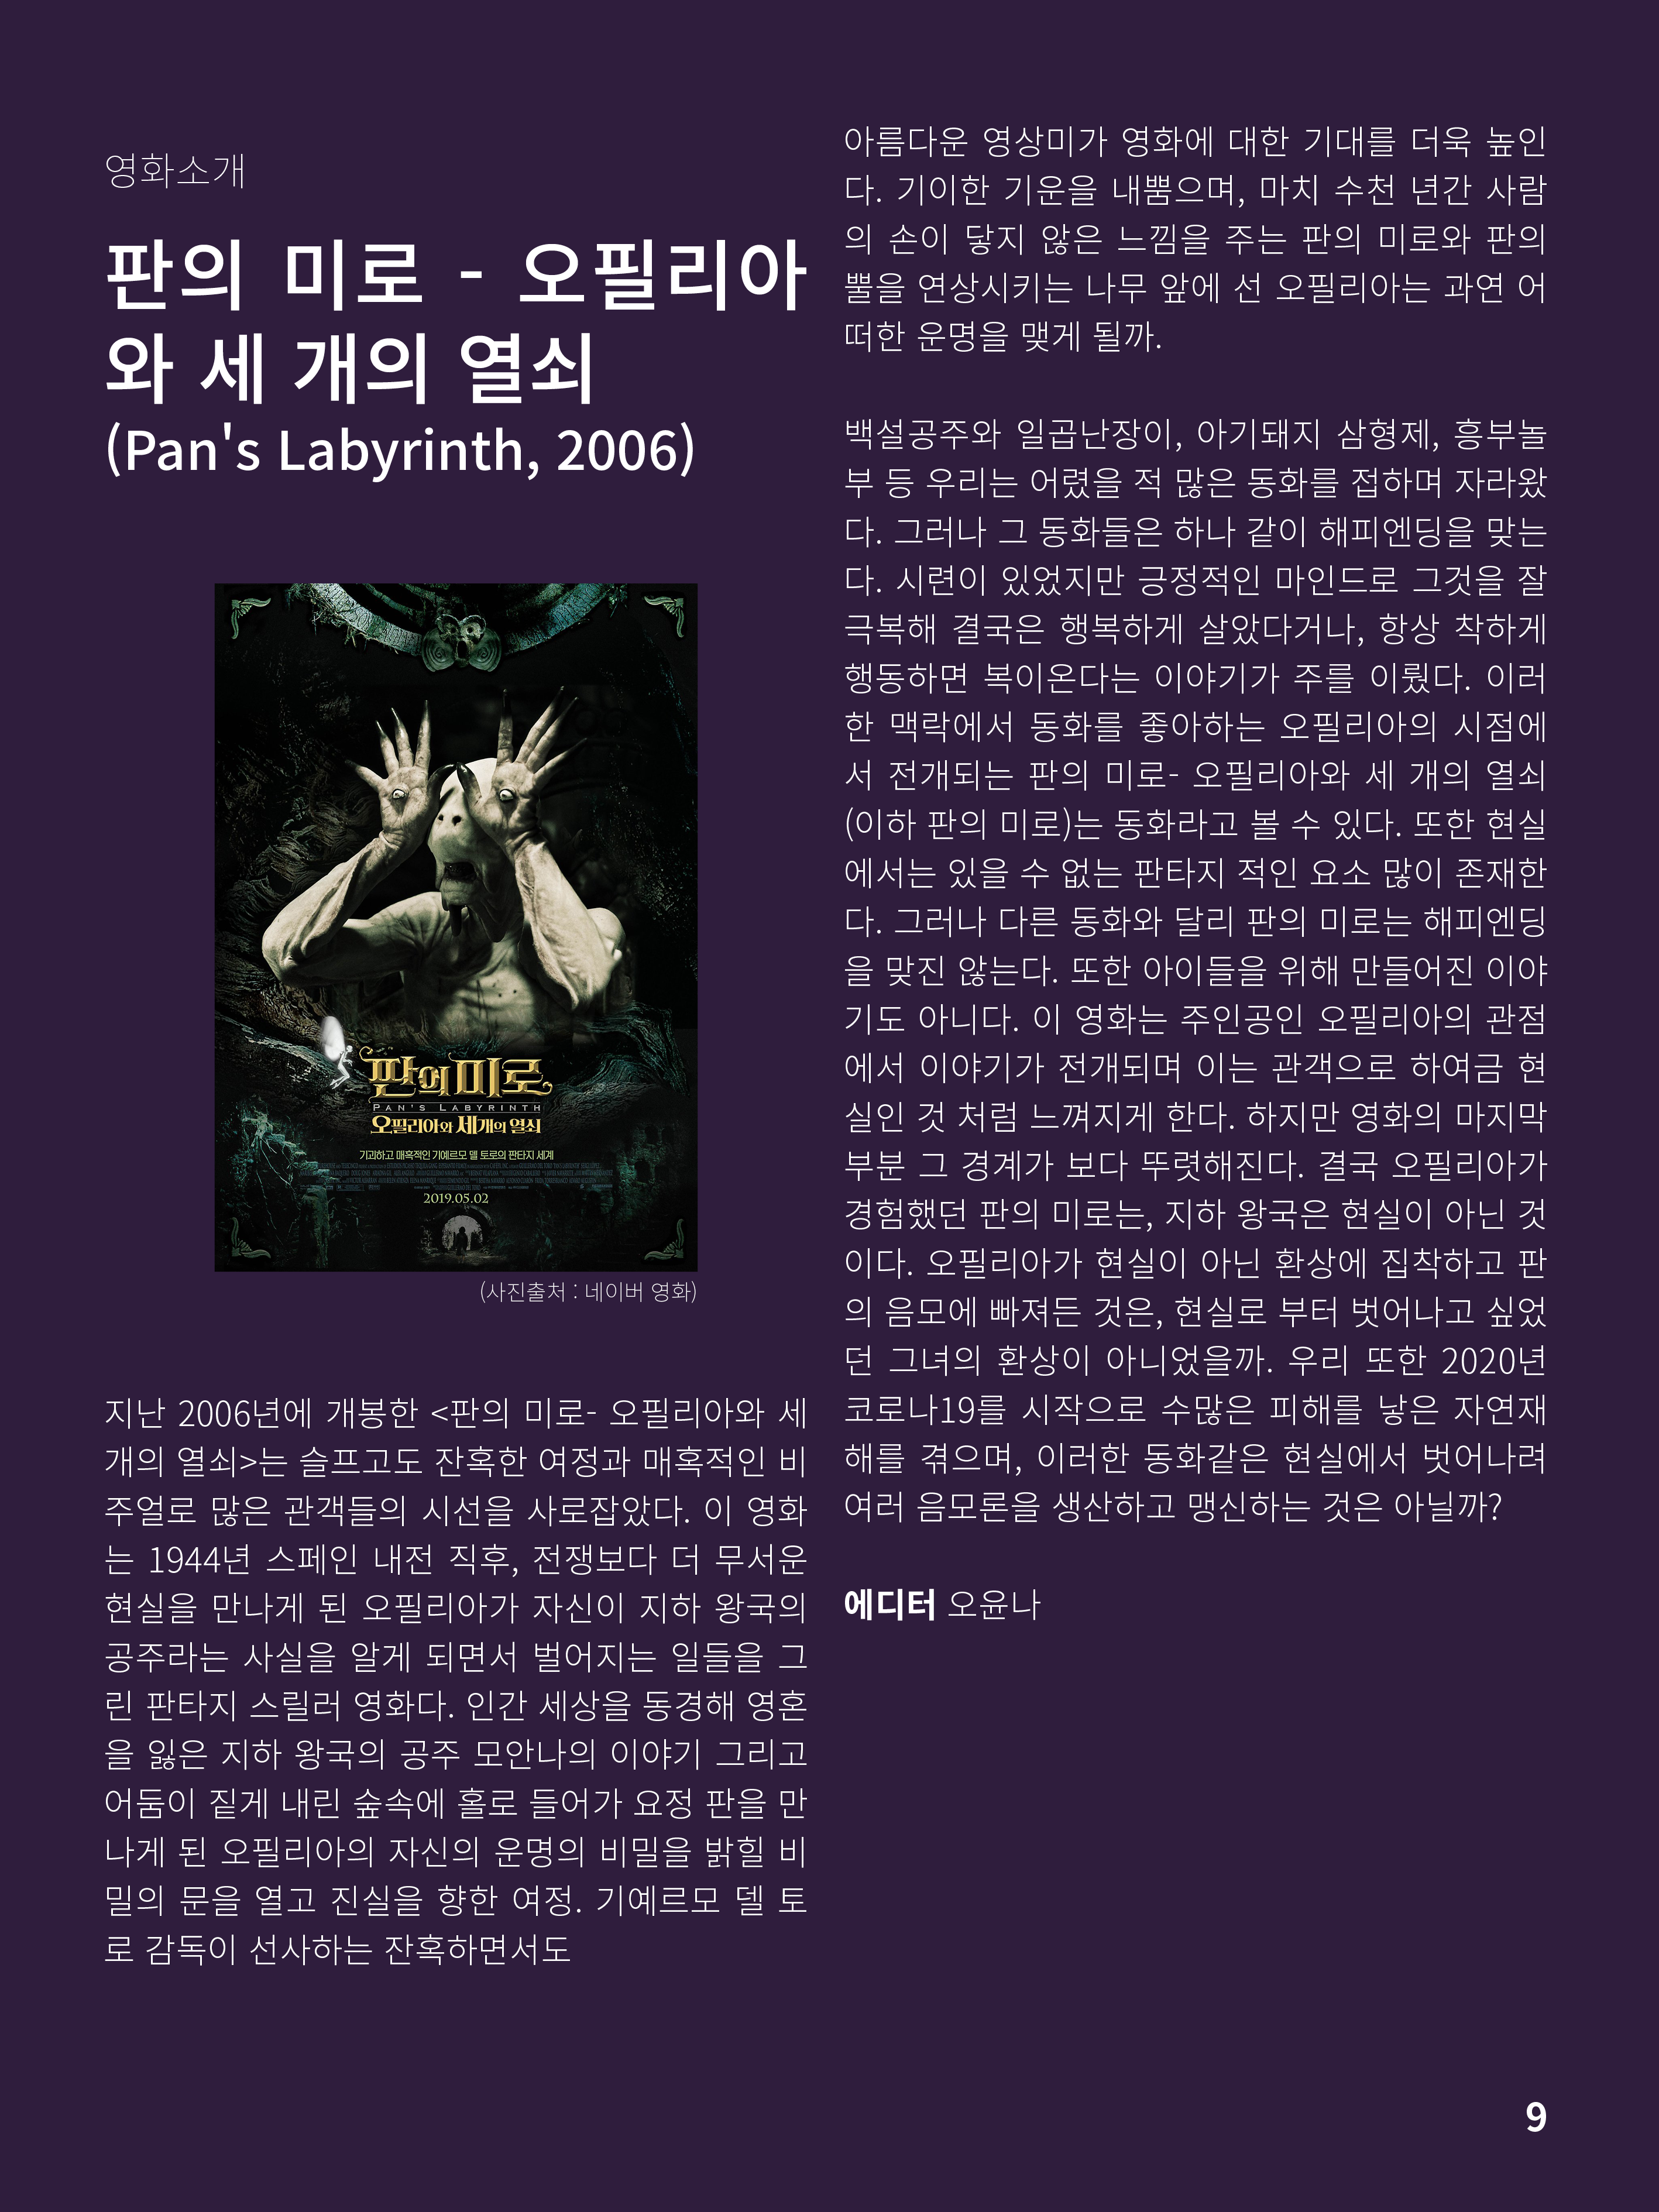 영화소개
판의 미로 - 오필리아
와 세 개의 열쇠
(Pan's Labyrinth, 2006)
판의 미로
PAN'S LABYRINTH
오필리아와 세개의 열쇠
기괴하고 매혹적인 기예르모 델 토로의 판타지 세계
2019.05.02
(사진출처 : 네이버 영화)
지난 2006년에 개봉한 <판의 미로- 오필리아와 세
개의 열쇠>는 슬프고도 잔혹한 여정과 매혹적인 비
주얼로 많은 관객들의 시선을 사로잡았다. 이 영화
는 1944년 스페인 내전 직후, 전쟁보다 더 무서운
현실을 만나게 된 오필리아가 자신이 지하 왕국의
공주라는 사실을 알게 되면서 벌어지는 일들을 그
린 판타지 스릴러 영화다. 인간 세상을 동경해 영혼
을 잃은 지하 왕국의 공주 모안나의 이야기 그리고
어둠이 짙게 내린 숲속에 홀로 들어가 요정 판을 만
나게 된 오필리아의 자신의 운명의 비밀을 밝힐 비
밀의 문을 열고 진실을 향한 여정. 기예르모 델 토
로 감독이 선사하는 잔혹하면서도
아름다운 영상미가 영화에 대한 기대를 더욱 높인
다. 기이한 기운을 내뿜으며, 마치 수천 년간 사람
의 손이 닿지 않은 느낌을 주는 판의 미로와 판의
뿔을 연상시키는 나무 앞에 선 오필리아는 과연 어
떠한 운명을 맺게 될까.
백설공주와 일곱난장이, 아기돼지 삼형제, 흥부놀
부 등 우리는 어렸을 적 많은 동화를 접하며 자라왔
다. 그러나 그 동화들은 하나 같이 해피엔딩을 맞는
다. 시련이 있었지만 긍정적인 마인드로 그것을 잘
극복해 결국은 행복하게 살았다거나, 항상 착하게
행동하면 복이온다는 이야기가 주를 이뤘다. 이러
한 맥락에서 동화를 좋아하는 오필리아의 시점에
서 전개되는 판의 미로- 오필리아와 세 개의 열쇠
(이하 판의 미로)는 동화라고 볼 수 있다. 또한 현실
에서는 있을 수 없는 판타지 적인 요소 많이 존재한
다. 그러나 다른 동화와 달리 판의 미로는 해피엔딩
을 맞진 않는다. 또한 아이들을 위해 만들어진 이야
기도 아니다. 이 영화는 주인공인 오필리아의 관점
에서 이야기가 전개되며 이는 관객으로 하여금 현
실인 것 처럼 느껴지게 한다. 하지만 영화의 마지막
부분 그 경계가 보다 뚜렷해진다. 결국 오필리아가
경험했던 판의 미로는, 지하 왕국은 현실이 아닌 것
이다. 오필리아가 현실이 아닌 환상에 집착하고 판
의 음모에 빠져든 것은, 현실로 부터 벗어나고 싶었
던 그녀의 환상이 아니었을까. 우리 또한 2020년
코로나19를 시작으로 수많은 피해를 낳은 자연재
해를 겪으며, 이러한 동화같은 현실에서 벗어나려
여러 음모론을 생산하고 맹신하는 것은 아닐까?
에디터 오윤나
9